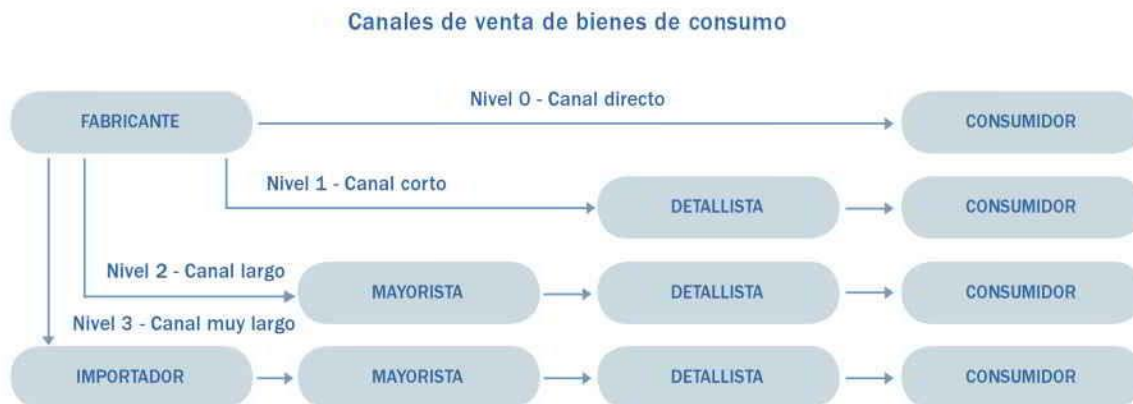 Canales de venta de bienes de consumo
Nivel 0 - Canal directo
FABRICANTE
CONSUMIDOR
Nivel 1 - Canal corto
DETALLISTA
CONSUMIDOR
Nivel 2 - Canal largo
MAYORISTA
DETALLISTA
CONSUMIDOR
Nivel 3 - Canal muy largo
IMPORTADOR
MAYORISTA
DETALLISTA
CONSUMIDOR